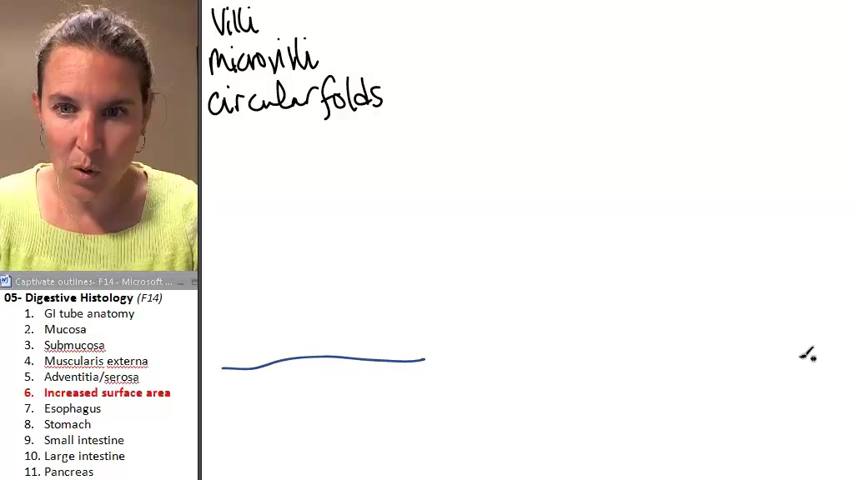 Villi
microvilli
circular folds
Captivate outlines- F14 - Microsoft ...
05- Digestive Histology (F14)
1. GI tube anatomy
2. Mucosa
3. Submucosa
4. Muscularis externa
5. Adventitia/serosa
6. Increased surface area
7. Esophagus
8. Stomach
9. Small intestine
10. Large intestine
11. Pancreas